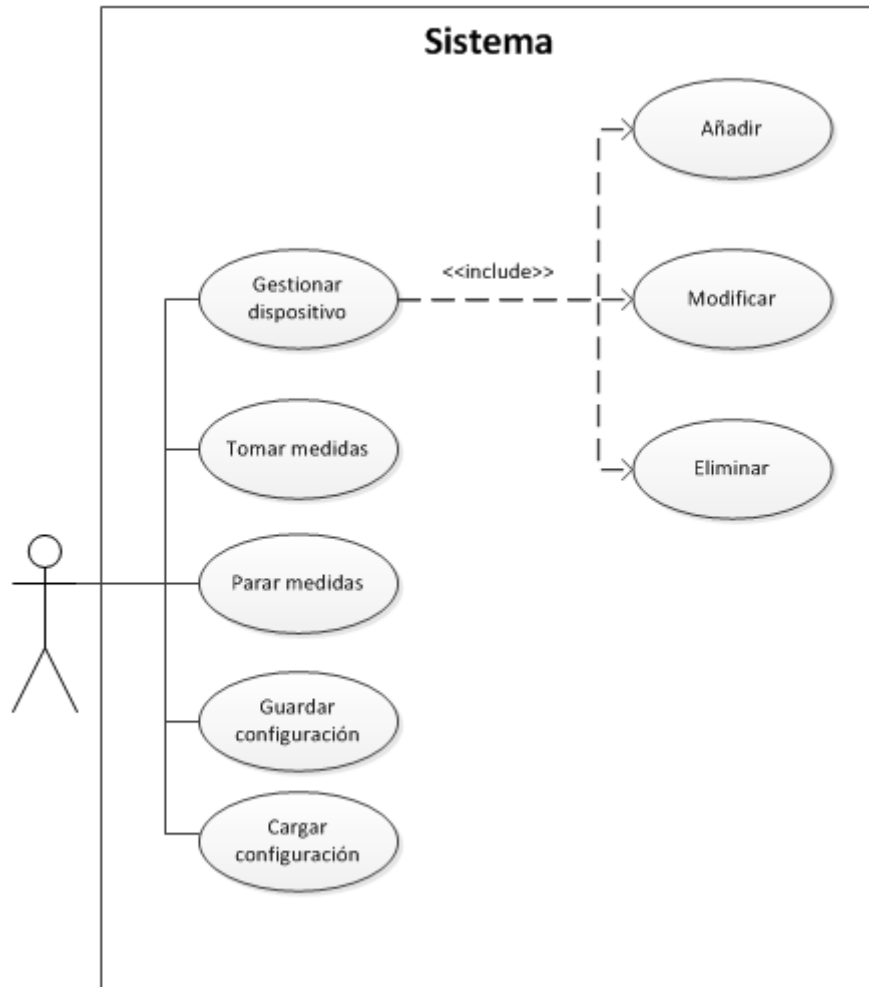 Sistema
Añadir
<<include>>
Gestionar
dispositivo
Modificar
Tomar medidas
Eliminar
Parar medidas
Guardar
configuración
Cargar
configuración